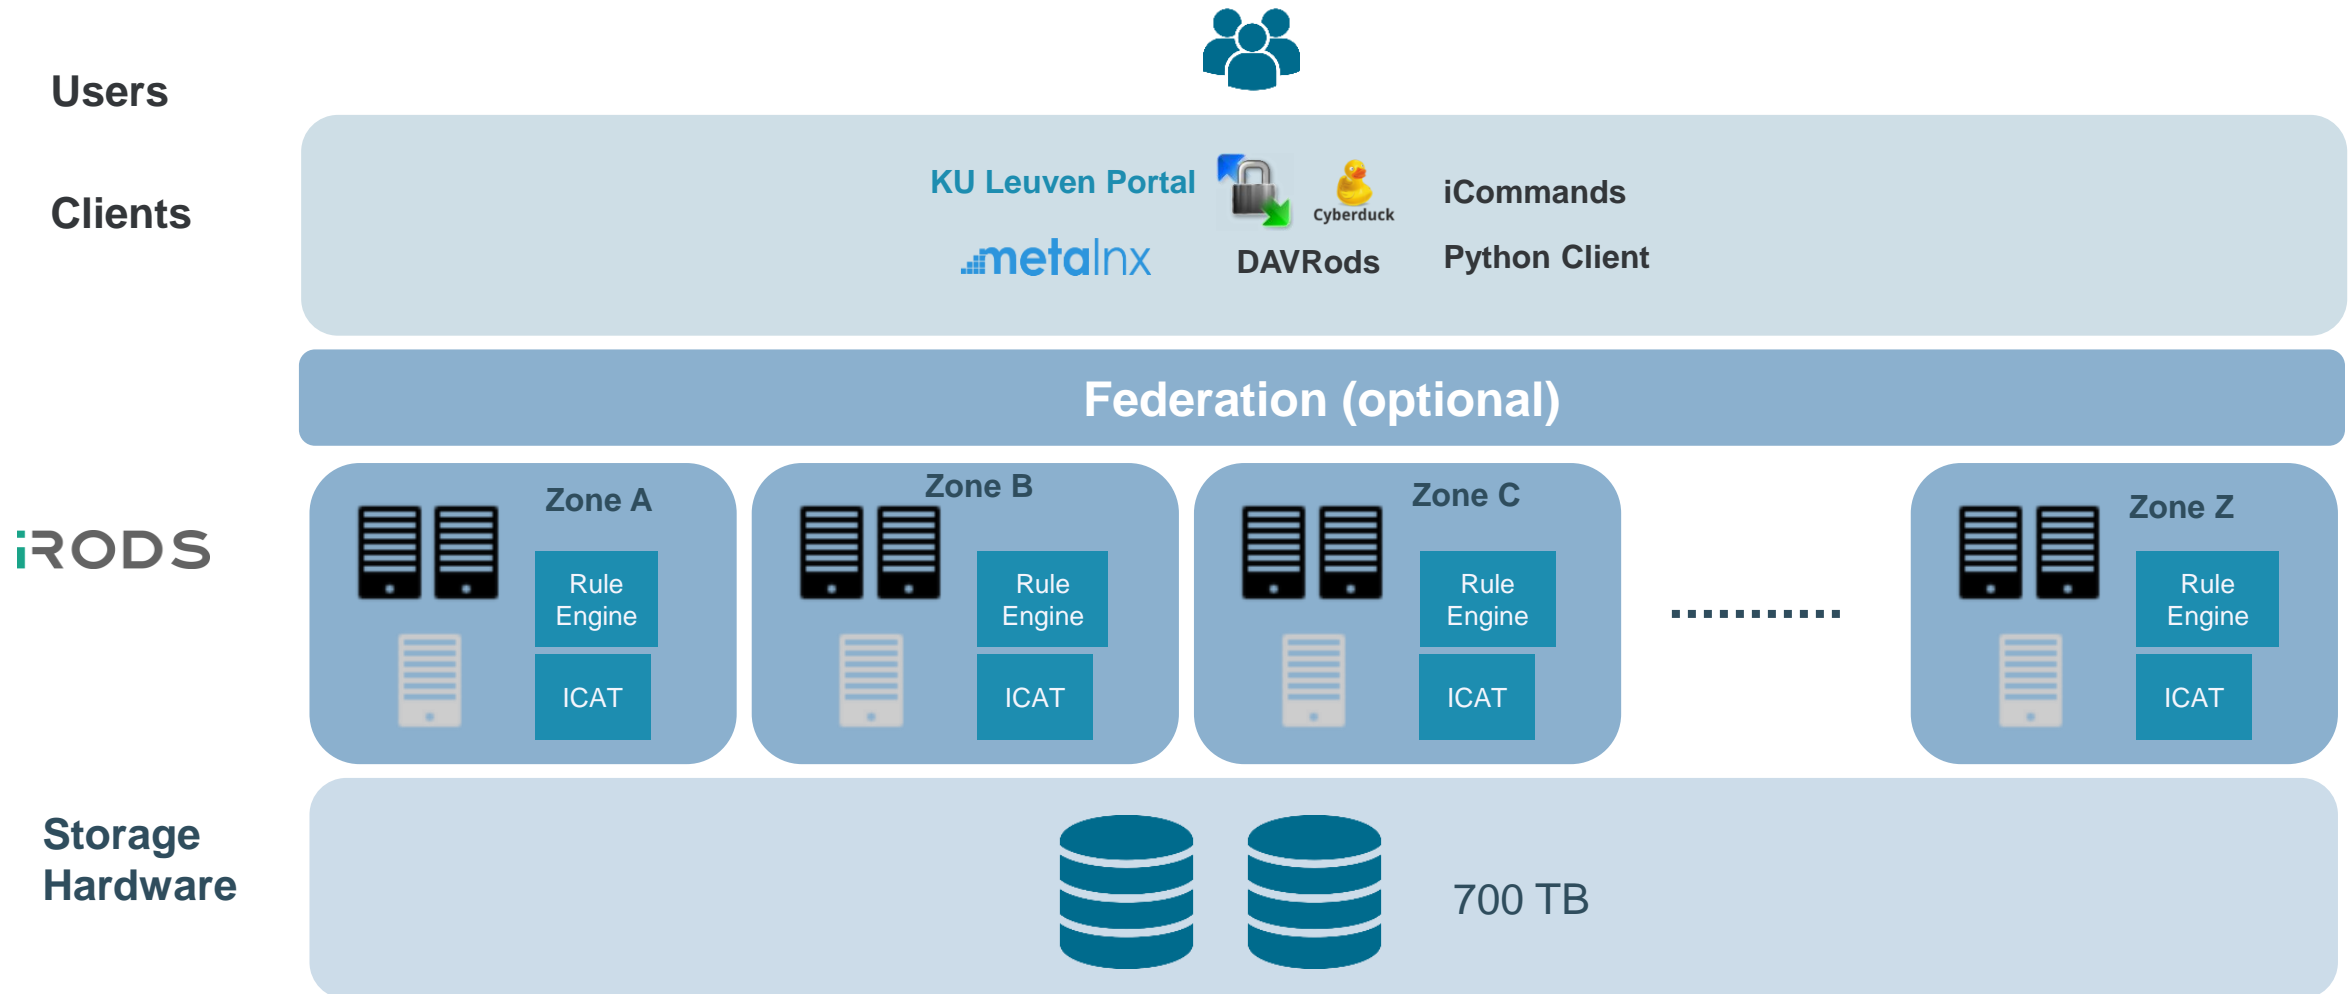 Users
Clients
KU Leuven Portal
Cyberduck
iCommands
metalnx
DAVRods
Python Client
Federation (optional)
iRODS
Zone A
Rule
Engine
ICAT
Zone B
Rule
Engine
ICAT
Zone C
Rule
Engine
ICAT
...........
Zone Z
Rule
Engine
ICAT
Storage
Hardware
700 TB